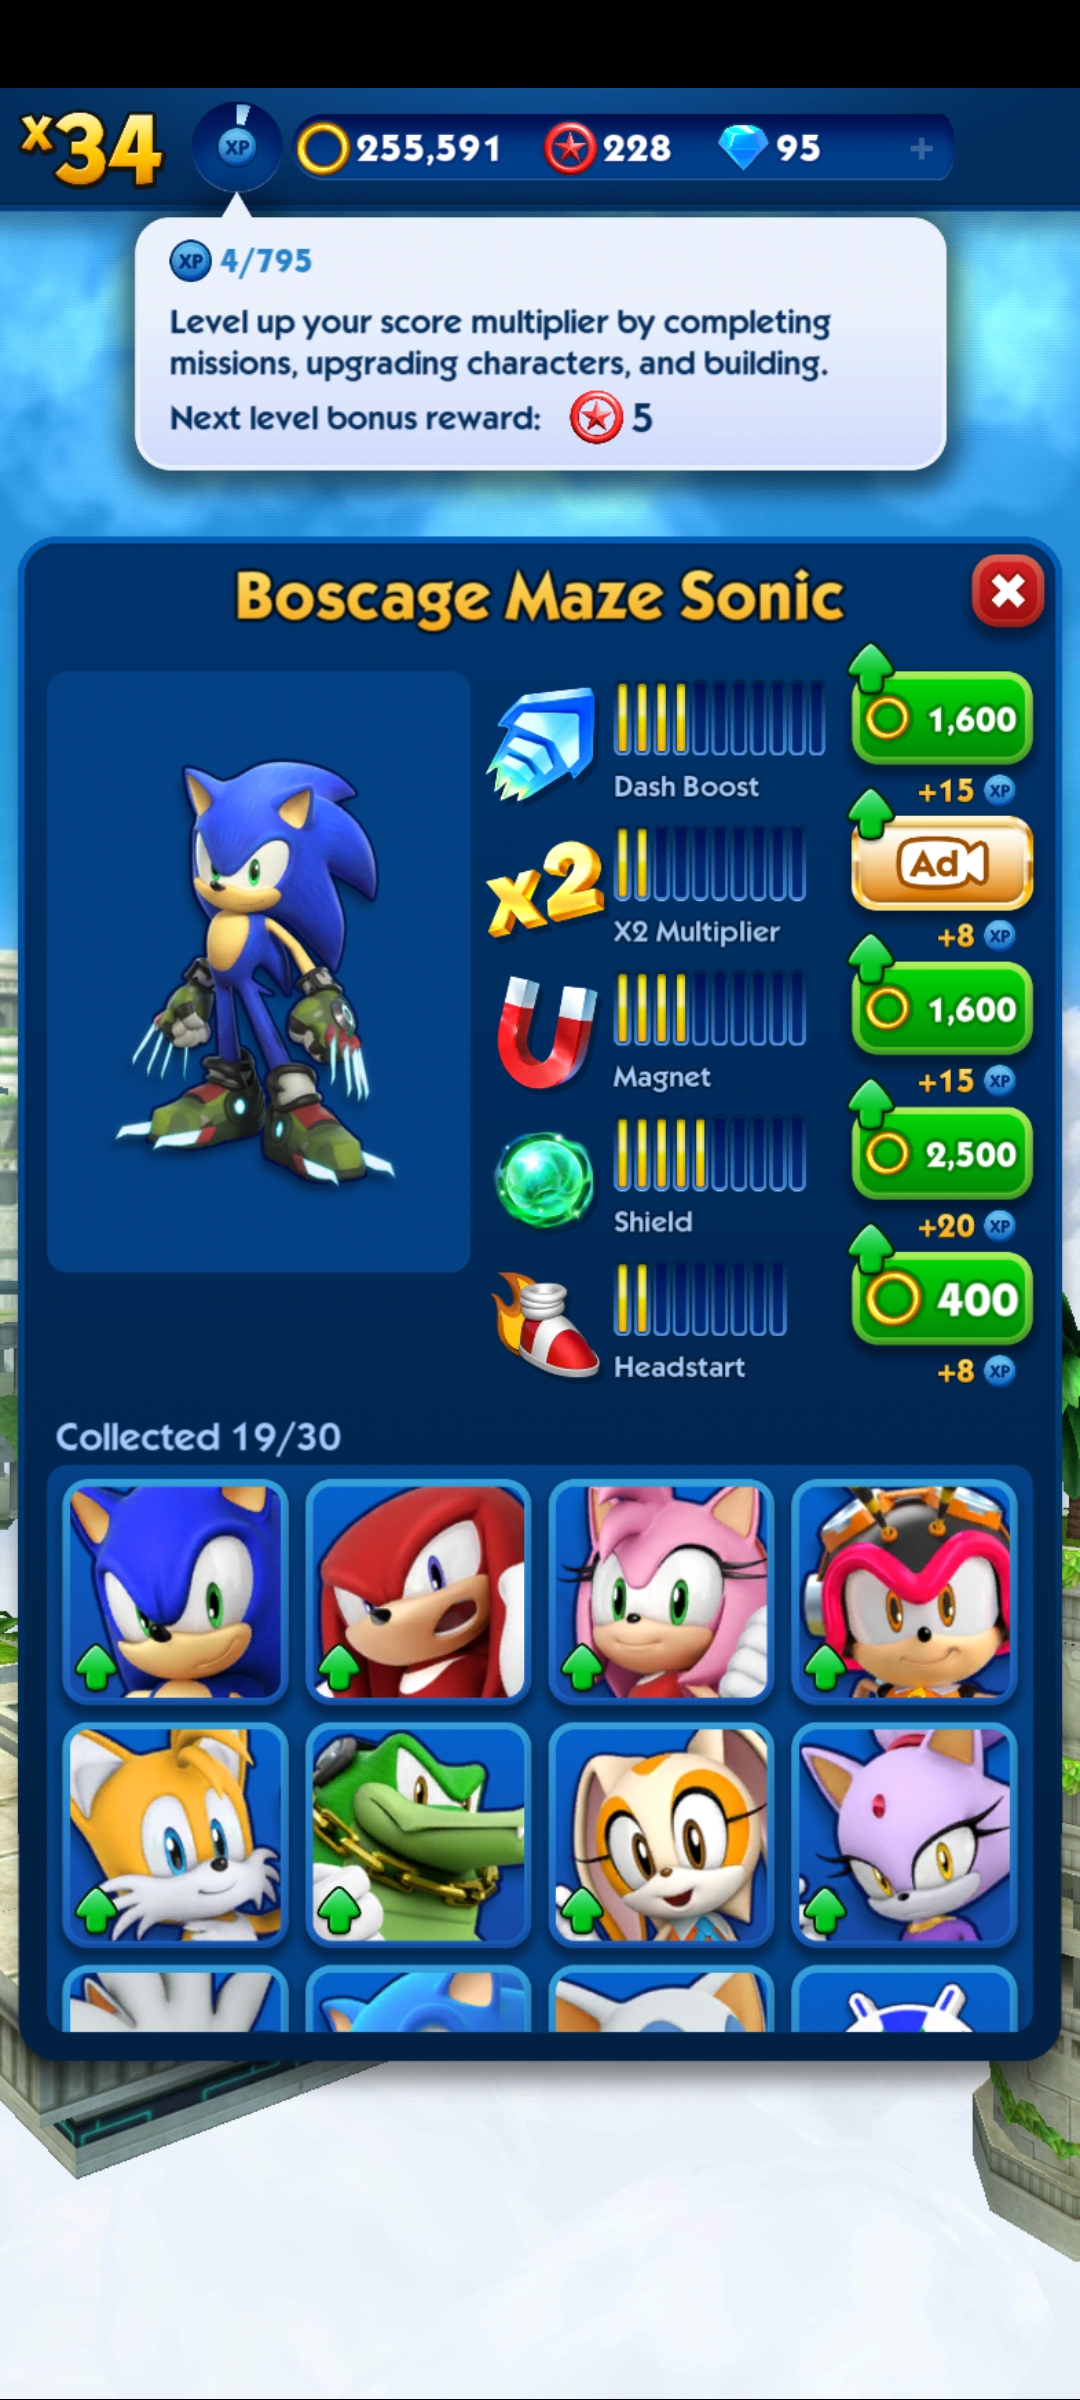 x34
XP
255,591
228
95
+
XP 4/795
Level up your score multiplier by completing
missions, upgrading characters, and building.
Next level bonus reward: 5
Boscage Maze Sonic
1,600
Dash Boost
+15 XP
x2
Ad
X2 Multiplier
+8 XP
1,600
Magnet
+15 XP
2,500
Shield
+20 XP
400
Headstart
+8 XP
Collected 19/30